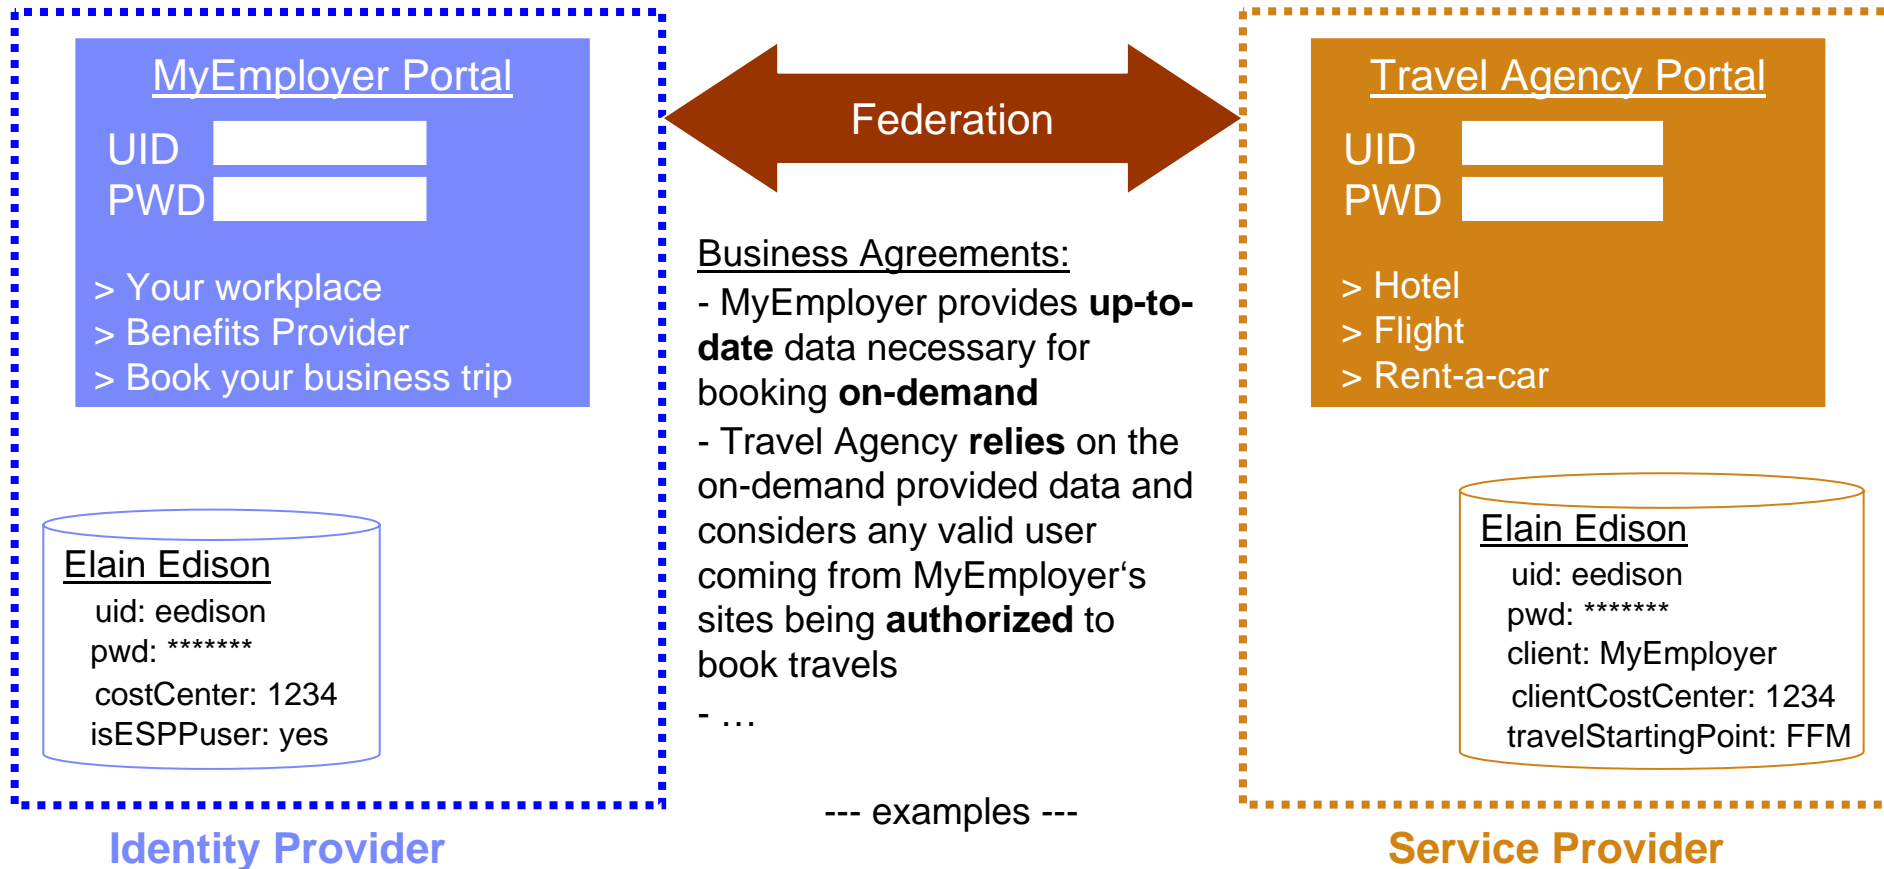 MyEmployer Portal
UID
PWD
> Your workplace
> Benefits Provider
> Book your business trip
Elain Edison
uid: eedison
pwd: *******
costCenter: 1234
isESPPuser: yes
Identity Provider
Federation
Business Agreements:
- MyEmployer provides up-to-
date data necessary for
booking on-demand
- Travel Agency relies on the
on-demand provided data and
considers any valid user
coming from MyEmployer‘s
sites being authorized to
book travels
- …
--- examples ---
Travel Agency Portal
UID
PWD
> Hotel
> Flight
> Rent-a-car
Elain Edison
uid: eedison
pwd: *******
client: MyEmployer
clientCostCenter: 1234
travelStartingPoint: FFM
Service Provider